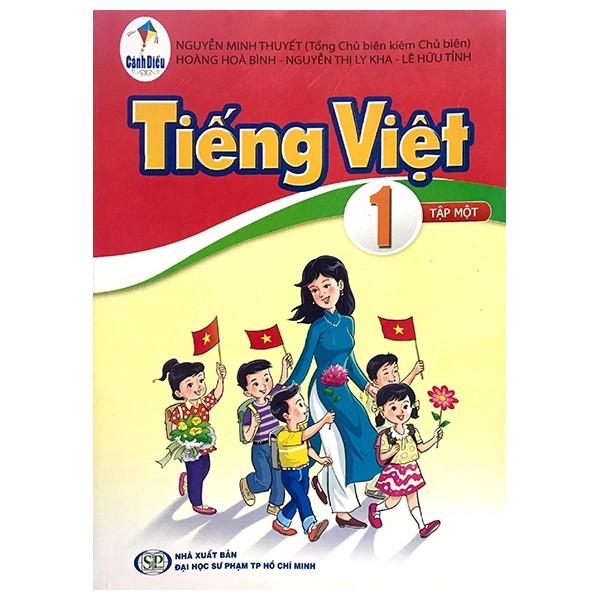 Cánh Diều
NGUYỄN MINH THUYẾT (Tổng Chủ biên kiêm Chủ biên)
HOÀNG HOÀ BÌNH - NGUYỄN THỊ LY KHA - LÊ HỮU TỈNH
Tiếng Việt
1
TẬP MỘT
SP
NHÀ XUẤT BẢN
ĐẠI HỌC SƯ PHẠM TP HỒ CHÍ MINH